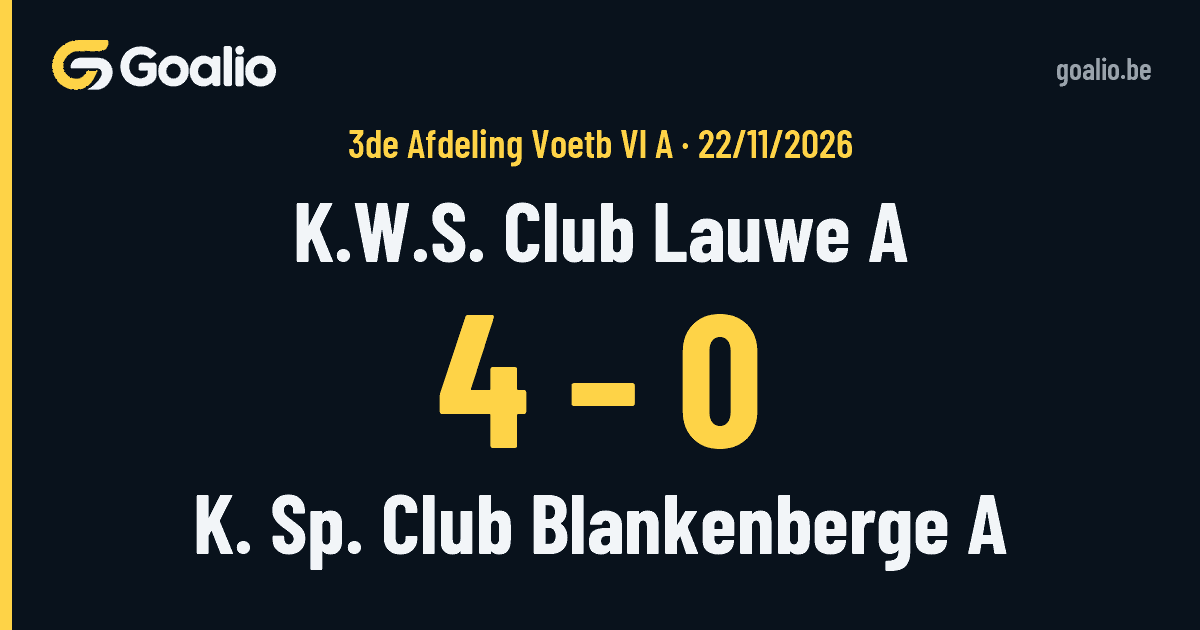 Goalio
goalio.be
3de Afdeling Voetb Vl A · 22/11/2026
K.W.S. Club Lauwe A
4 – 0
K. Sp. Club Blankenberge A